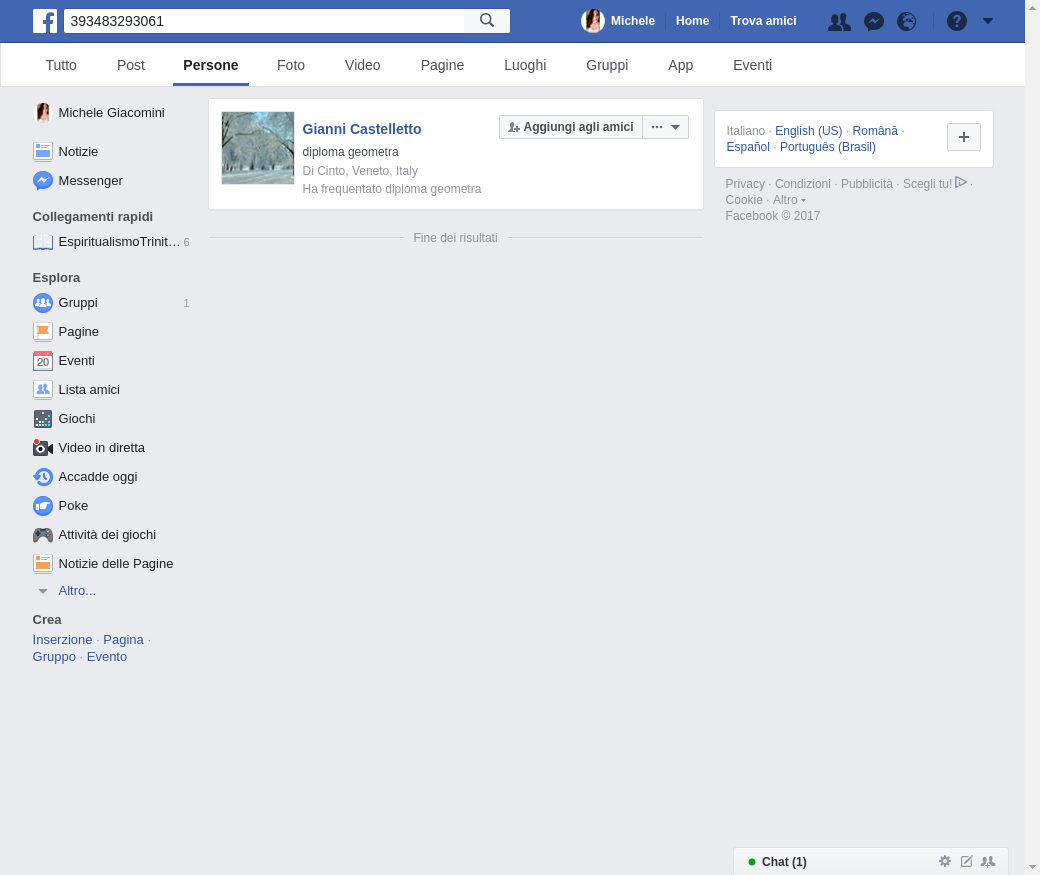 393483293061
Michele Home Trova amici
Tutto Post Persone Foto Video Pagine Luoghi Gruppi App Eventi
Michele Giacomini
Notizie
Messenger
Collegamenti rapidi
EspiritualismoTrinit... 6
Esplora
Gruppi 1
Pagine
20 Eventi
Lista amici
Giochi
Video in diretta
Accadde oggi
Poke
Attività dei giochi
Notizie delle Pagine
Altro...
Crea
Inserzione · Pagina ·
Gruppo · Evento
Gianni Castelletto
Aggiungi agli amici
diploma geometra
Di Cinto, Veneto, Italy
Ha frequentato diploma geometra
Fine dei risultati
Italiano · English (US) · Română ·
Español · Português (Brasil)
Privacy · Condizioni · Pubblicità · Scegli tu! ·
Cookie · Altro
Facebook © 2017
Chat (1)